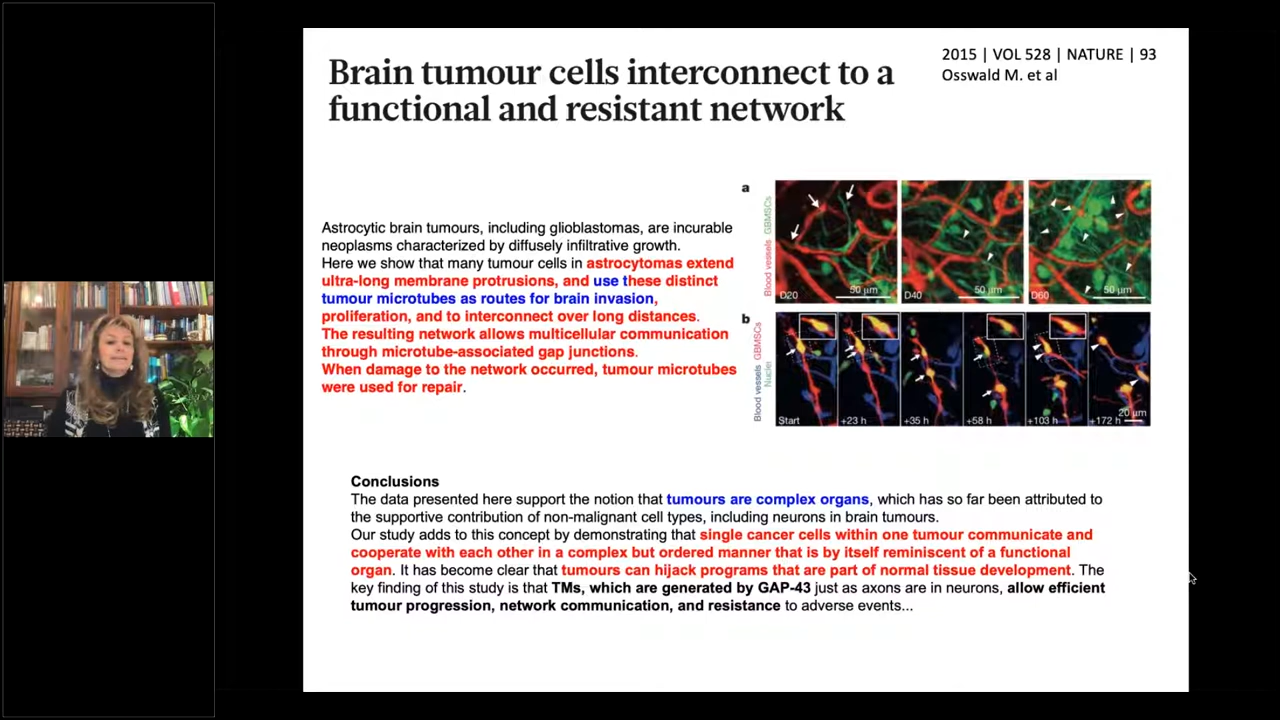 Brain tumour cells interconnect to a
functional and resistant network
2015 | VOL 528 | NATURE | 93
Osswald M. et al
Astrocytic brain tumours, including glioblastomas, are incurable
neoplasms characterized by diffusely infiltrative growth.
Here we show that many tumour cells in astrocytomas extend
ultra-long membrane protrusions, and use these distinct
tumour microtubes as routes for brain invasion,
proliferation, and to interconnect over long distances.
The resulting network allows multicellular communication
through microtube-associated gap junctions.
When damage to the network occurred, tumour microtubes
were used for repair.
a
Blood vessels GBMSCs
D20
50 µm
D40
50 µm
D60
50 µm
b
Blood vessels GBMSCs
Nuclei
Start
+23 h
+35 h
+58 h
+103 h
+172 h
20 µm
Conclusions
The data presented here support the notion that tumours are complex organs, which has so far been attributed to
the supportive contribution of non-malignant cell types, including neurons in brain tumours.
Our study adds to this concept by demonstrating that single cancer cells within one tumour communicate and
cooperate with each other in a complex but ordered manner that is by itself reminiscent of a functional
organ. It has become clear that tumours can hijack programs that are part of normal tissue development. The
key finding of this study is that TMs, which are generated by GAP-43 just as axons are in neurons, allow efficient
tumour progression, network communication, and resistance to adverse events...